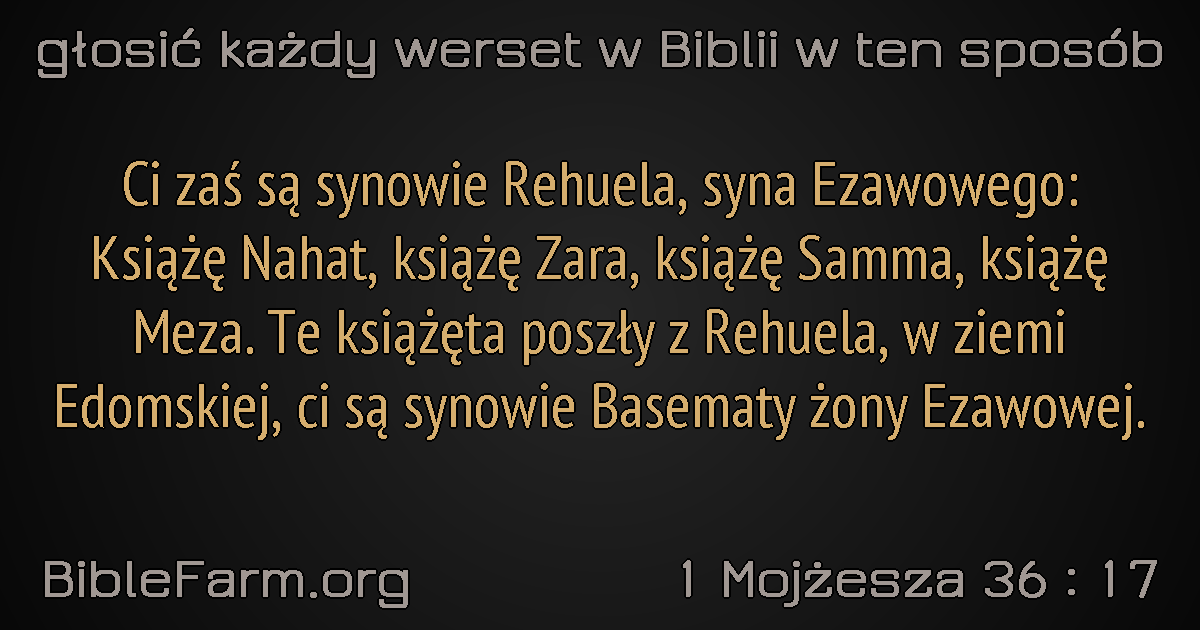 głosić każdy werset w Biblii w ten sposób
Ci zaś są synowie Rehuela, syna Ezawowego:
Książę Nahat, książę Zara, książę Samma, książę
Meza. Te książęta poszły z Rehuela, w ziemi
Edomskiej, ci są synowie Basematy żony Ezawowej.
BibleFarm.org
1 Mojżesza 36 : 17